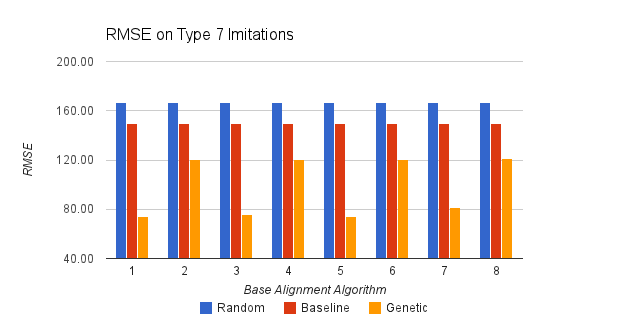 RMSE on Type 7 Imitations
200.00
160.00
120.00
80.00
40.00
RMSE
1 2 3 4 5 6 7 8
Base Alignment Algorithm
Random Baseline Genetic